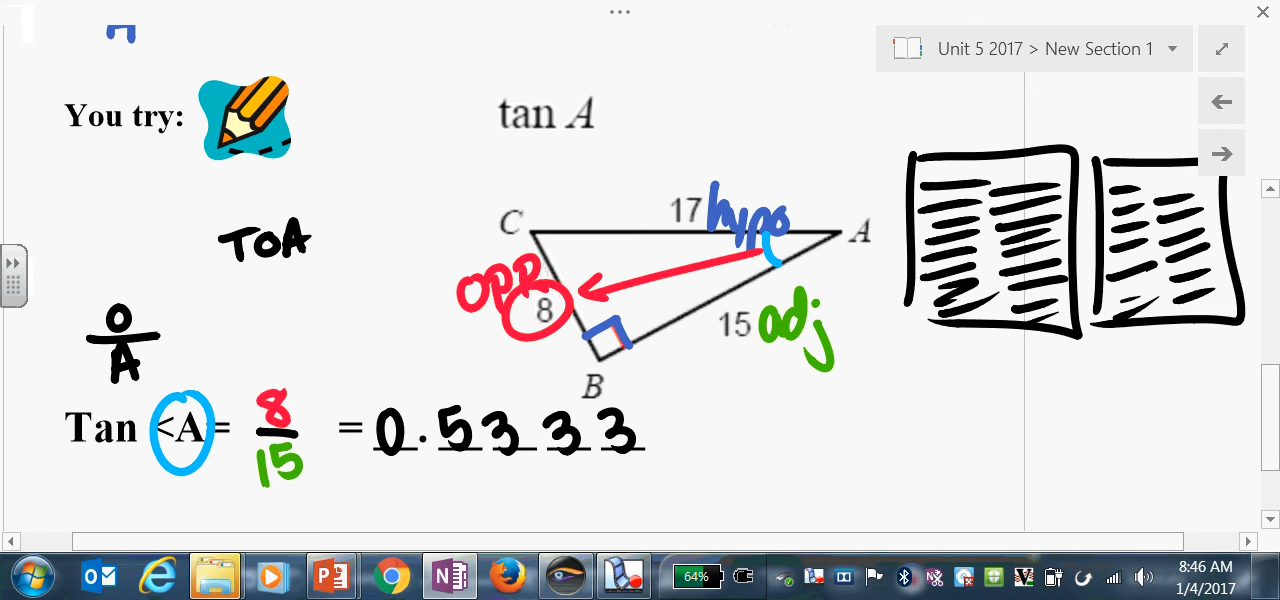 A
Unit 5 2017 > New Section 1
You try:
tan A
17 hypo
C
A
TOA
opp
8
15 adj
B
O
A
Tan <A = 8/15 = 0.5333
64%
8:46 AM
1/4/2017